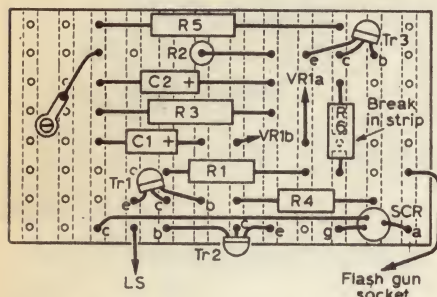 R5
Tr3
R2
e c b
C2 +
VR1a
R3
R6
Break in strip
C1 +
VR1b
Tr1
R1
e c b
R4
SCR
c b c e g a
LS
Tr2
Flash gun socket